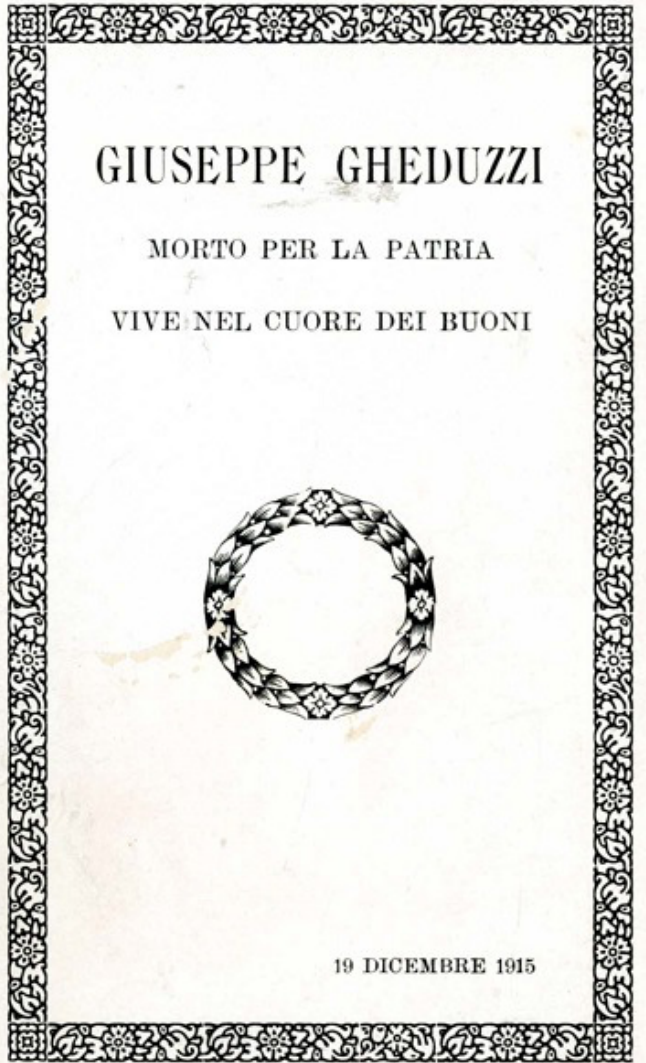 GIUSEPPE GHEDUZZI
MORTO PER LA PATRIA
VIVE NEL CUORE DEI BUONI
19 DICEMBRE 1915